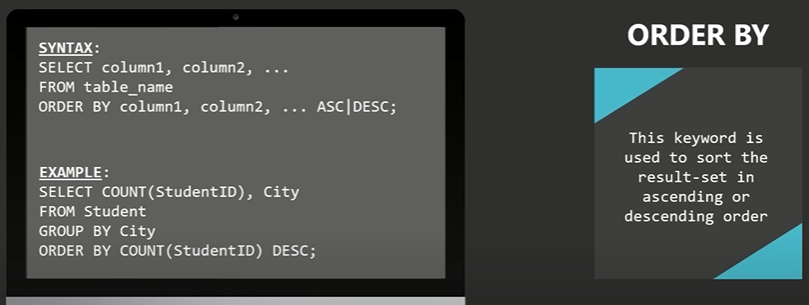 SYNTAX:
SELECT column1, column2, ...
FROM table_name
ORDER BY column1, column2, ... ASC|DESC;
EXAMPLE:
SELECT COUNT(StudentID), City
FROM Student
GROUP BY City
ORDER BY COUNT(StudentID) DESC;
ORDER BY
This keyword is
used to sort the
result-set in
ascending or
descending order